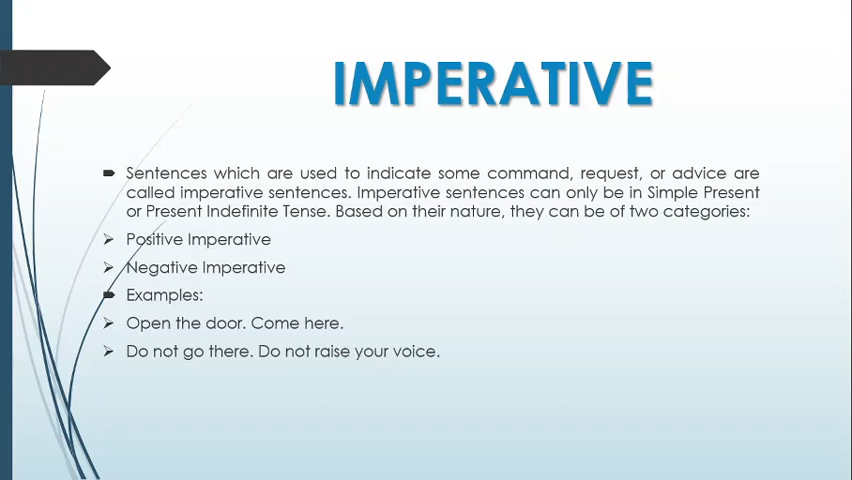 IMPERATIVE
Sentences which are used to indicate some command, request, or advice are
called imperative sentences. Imperative sentences can only be in Simple Present
or Present Indefinite Tense. Based on their nature, they can be of two categories:
Positive Imperative
Negative Imperative
Examples:
Open the door. Come here.
Do not go there. Do not raise your voice.